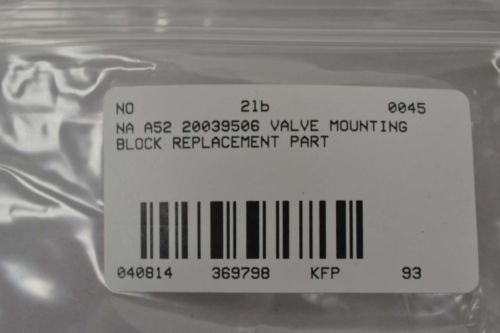 NO 21b 0045
NA A52 20039506 VALVE MOUNTING
BLOCK REPLACEMENT PART
040814 369798 KFP 93